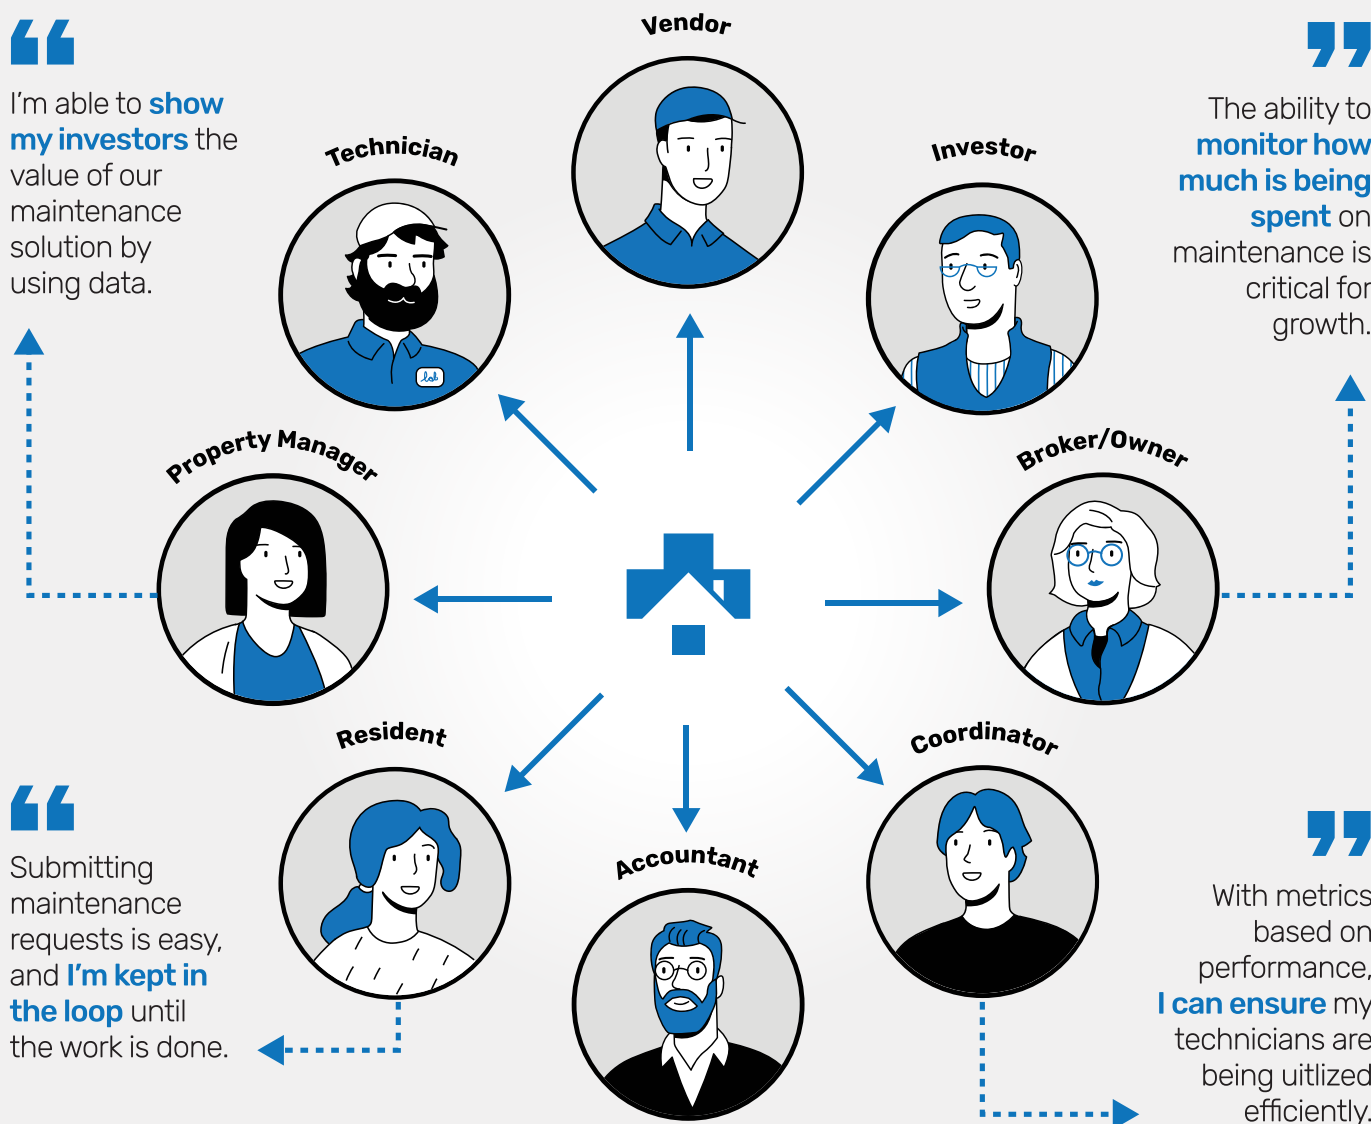 Vendor
I'm able to show
my investors the
value of our
maintenance
solution by
using data.
Technician
lob
Investor
The ability to
monitor how
much is being
spent on
maintenance is
critical for
growth.
Property Manager
Broker/Owner
Resident
Coordinator
Accountant
Submitting
maintenance
requests is easy,
and I'm kept in
the loop until
the work is done.
With metrics
based on
performance,
I can ensure my
technicians are
being uitlized
efficiently.